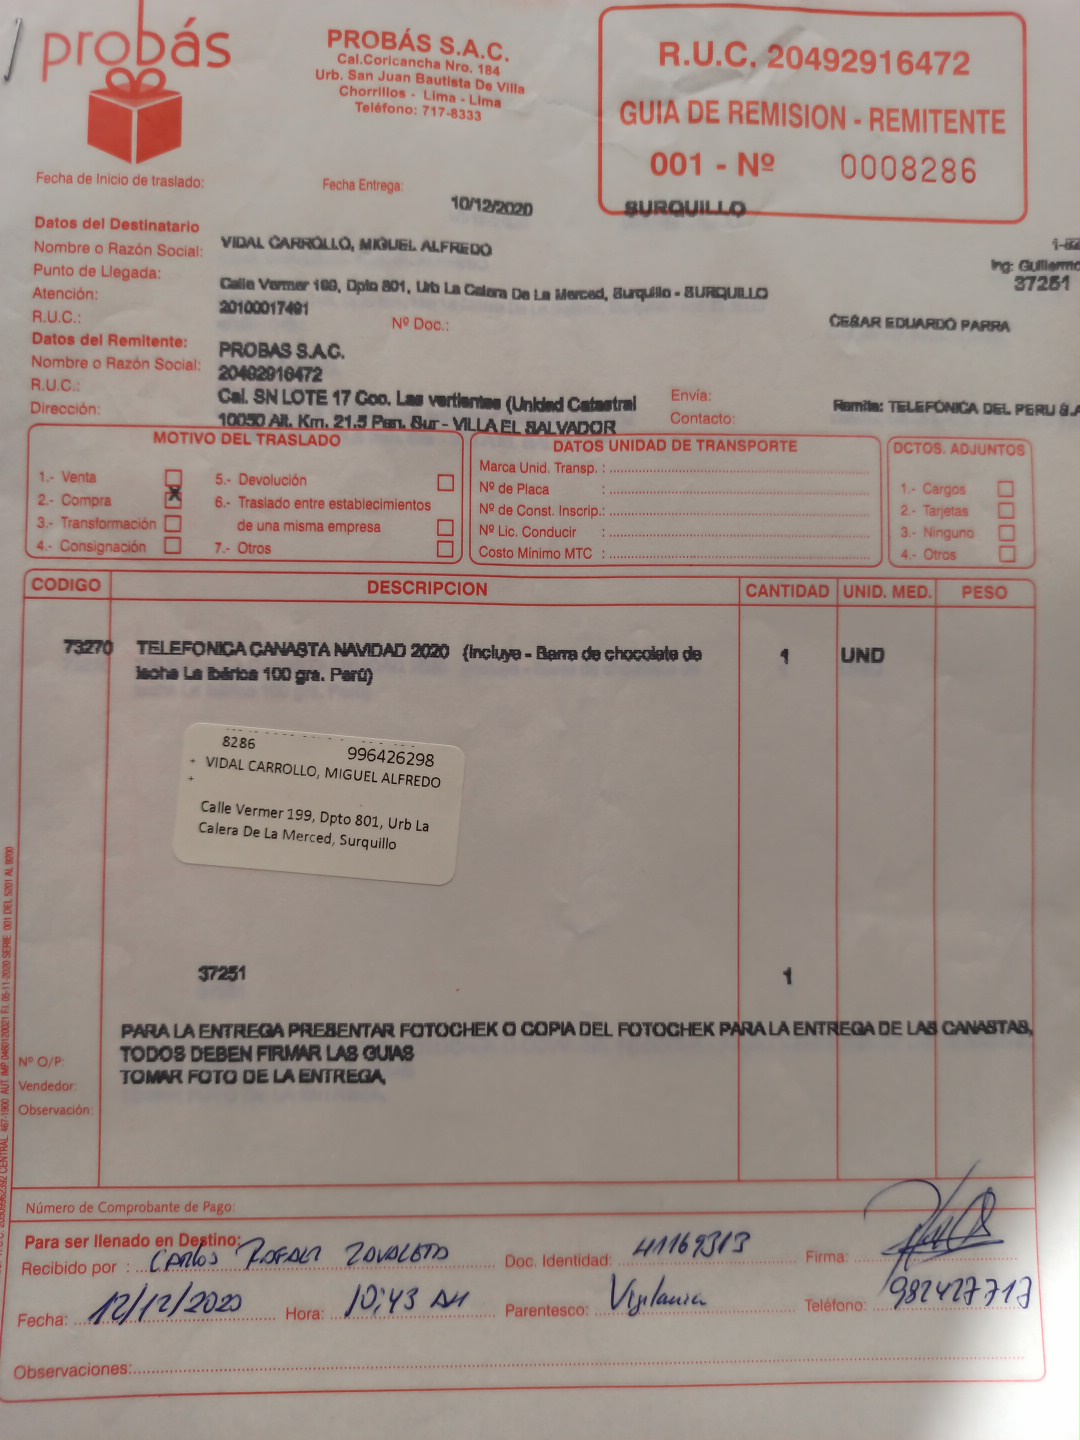 probás
PROBÁS S.A.C.
Cal.Coricancha Nro. 184
Urb. San Juan Bautista De Villa
Chorrillos - Lima - Lima
Teléfono: 717-8333
R.U.C. 20492916472
GUIA DE REMISION - REMITENTE
001 - Nº 0008286
Fecha de Inicio de traslado:
Fecha Entrega:
10/12/2020
SURQUILLO
Datos del Destinatario
Nombre o Razón Social: VIDAL CARROLLO, MIGUEL ALFREDO
Ing: Guillermo
Punto de Llegada: Calle Vermer 199, Dpto 801, Urb La Calera De La Merced, Surquillo - SURQUILLO
37251
Atención: 20100017491
R.U.C.: Nº Doc.: CESAR EDUARDO PARRA
Datos del Remitente:
Nombre o Razón Social: PROBAS S.A.C.
R.U.C.: 20492916472
Dirección: Cal. SN LOTE 17 Coo. Las vertientes (Unidad Catastral
10050 Alt. Km. 21.5 Pan. Sur - VILLA EL SALVADOR
Envía:
Contacto:
Remite: TELEFÓNICA DEL PERU S.A
MOTIVO DEL TRASLADO
1.- Venta
2.- Compra X
3.- Transformación
4.- Consignación
5.- Devolución
6.- Traslado entre establecimientos
de una misma empresa
7.- Otros
DATOS UNIDAD DE TRANSPORTE
Marca Unid. Transp. :
Nº de Placa :
Nº de Const. Inscrip.:
Nº Lic. Conducir :
Costo Mínimo MTC :
DCTOS. ADJUNTOS
1.- Cargos
2.- Tarjetas
3.- Ninguno
4.- Otros
CODIGO DESCRIPCION CANTIDAD UNID. MED. PESO
73270 TELEFONICA CANASTA NAVIDAD 2020 (Incluye - Barra de chocolate de 1 UND
leche La Ibérica 100 grs. Perú)
8286 996426298
VIDAL CARROLLO, MIGUEL ALFREDO
Calle Vermer 199, Dpto 801, Urb La
Calera De La Merced, Surquillo
37251 1
PARA LA ENTREGA PRESENTAR FOTOCHEK O COPIA DEL FOTOCHEK PARA LA ENTREGA DE LAS CANASTAS,
TODOS DEBEN FIRMAR LAS GUIAS
TOMAR FOTO DE LA ENTREGA,
Nº O/P:
Vendedor:
Observación:
Número de Comprobante de Pago:
Para ser llenado en Destino:
Recibido por : CARLOS RAFAEL ZAVALETA Doc. Identidad: 41169313 Firma:
Fecha: 12/12/2020 Hora: 10:43 AM Parentesco: Vigilancia Teléfono: 982427717
Observaciones: